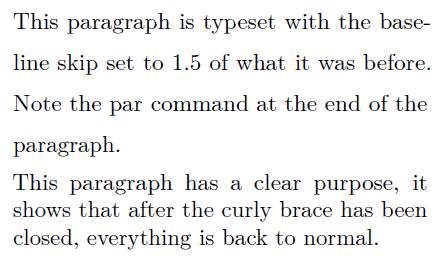 This paragraph is typeset with the base-
line skip set to 1.5 of what it was before.
Note the par command at the end of the
paragraph.
This paragraph has a clear purpose, it
shows that after the curly brace has been
closed, everything is back to normal.